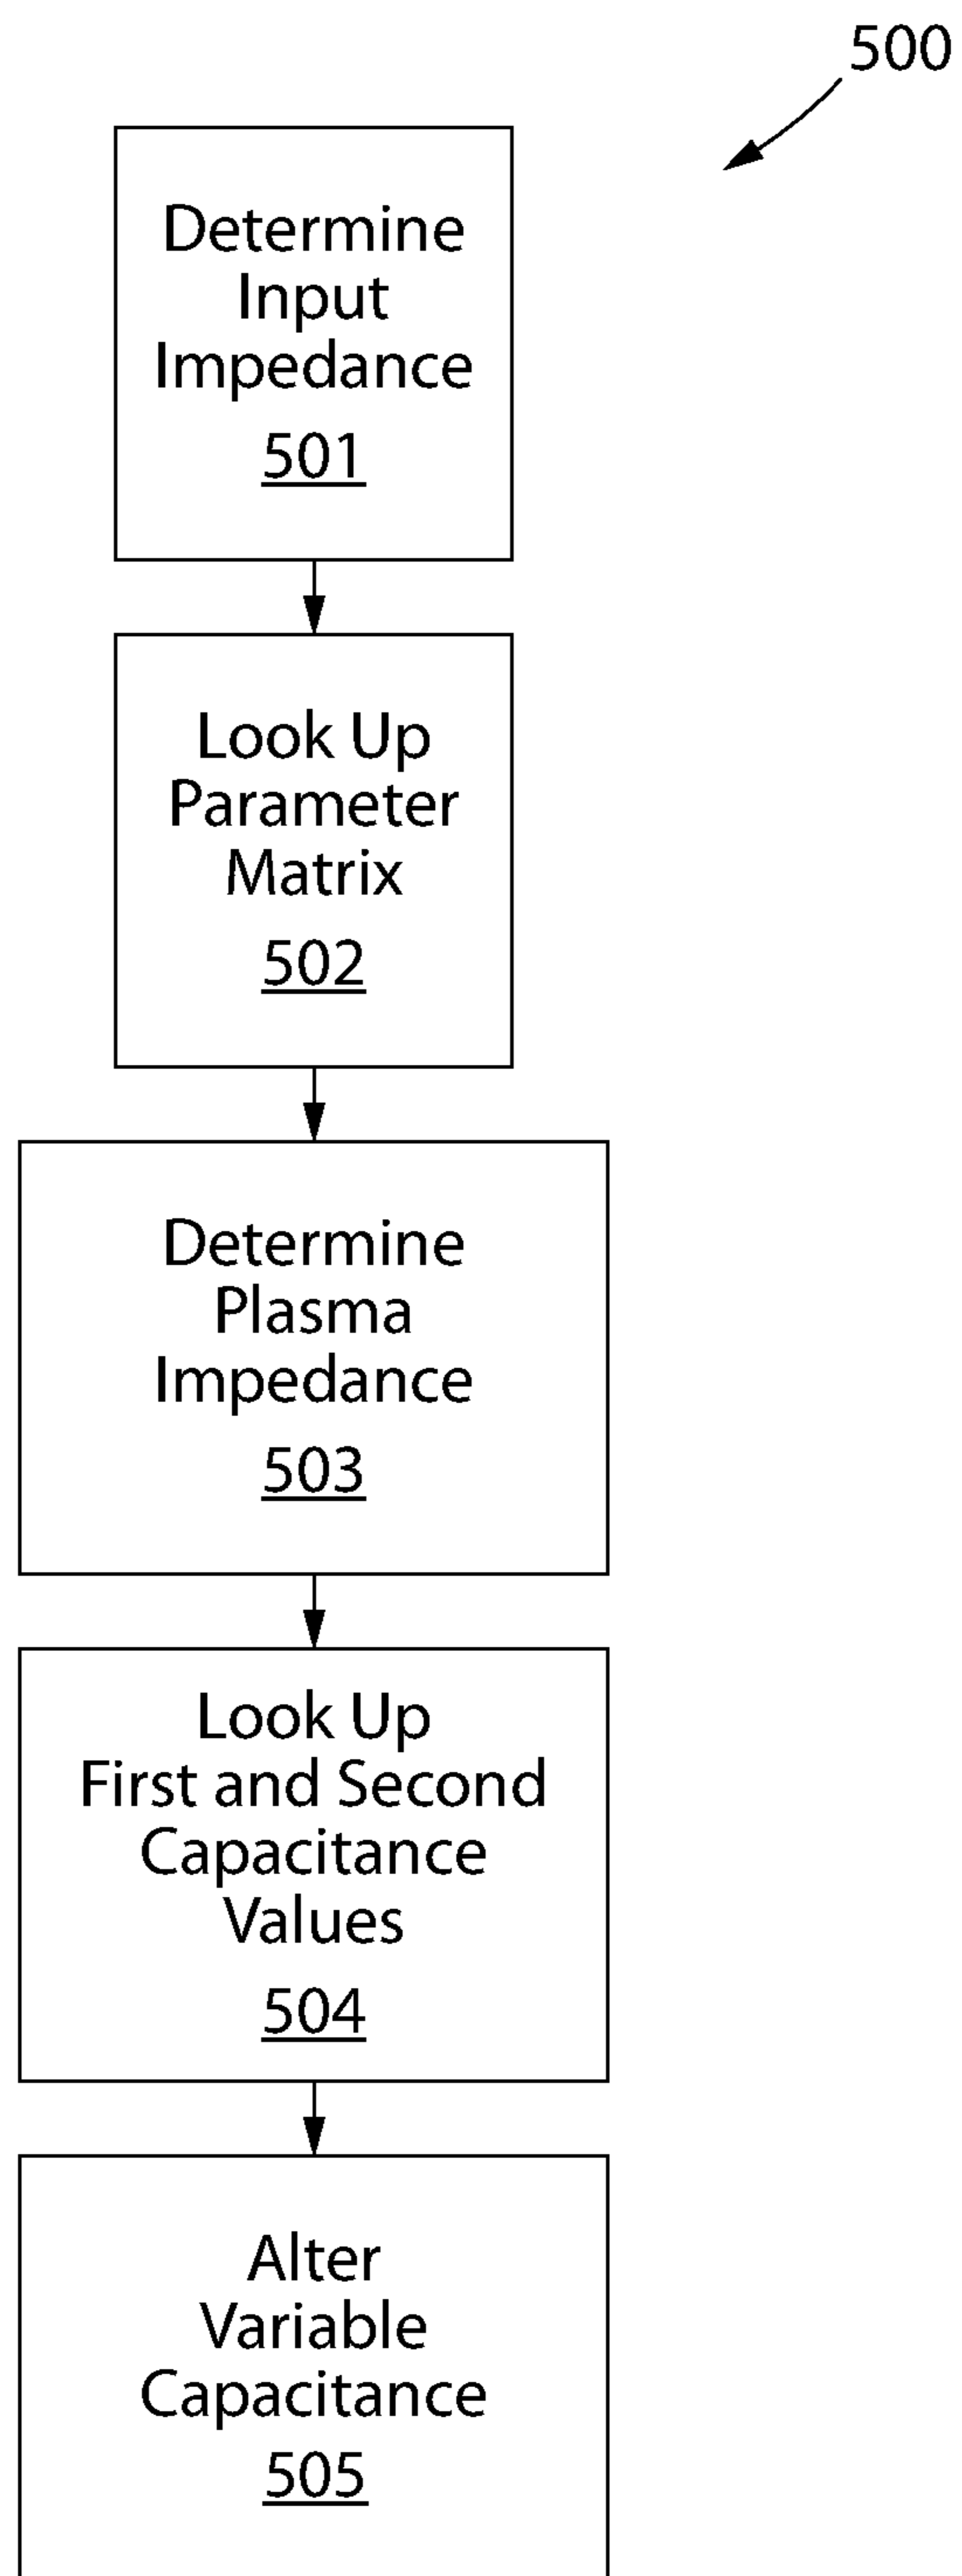 500
Determine
Input
Impedance
501
Look Up
Parameter
Matrix
502
Determine
Plasma
Impedance
503
Look Up
First and Second
Capacitance
Values
504
Alter
Variable
Capacitance
505